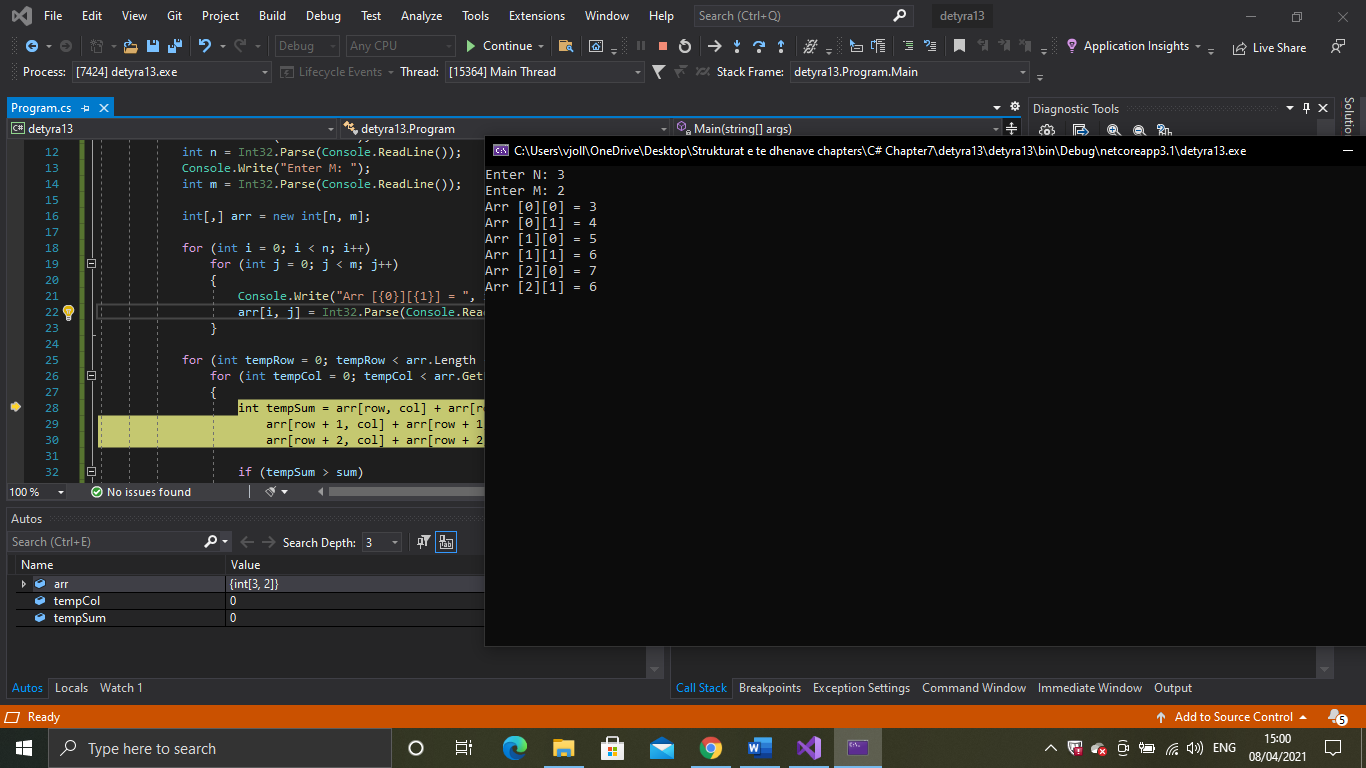 File Edit View Git Project Build Debug Test Analyze Tools Extensions Window Help Search (Ctrl+Q) detyra13
Debug Any CPU Continue Application Insights Live Share
Process: [7424] detyra13.exe Lifecycle Events Thread: [15364] Main Thread Stack Frame: detyra13.Program.Main
Program.cs
Diagnostic Tools
detyra13 detyra13.Program Main(string[] args)
12 int n = Int32.Parse(Console.ReadLine());
13 Console.Write("Enter M: ");
14 int m = Int32.Parse(Console.ReadLine());
15
16 int[,] arr = new int[n, m];
17
18 for (int i = 0; i < n; i++)
19 for (int j = 0; j < m; j++)
20 {
21 Console.Write("Arr [{0}][{1}] = ",
22 arr[i, j] = Int32.Parse(Console.Rea
23 }
24
25 for (int tempRow = 0; tempRow < arr.Length
26 for (int tempCol = 0; tempCol < arr.Get
27 {
28 int tempSum = arr[row, col] + arr[r
29 arr[row + 1, col] + arr[row + 1
30 arr[row + 2, col] + arr[row + 2
31
32 if (tempSum > sum)
C:\Users\vjoll\OneDrive\Desktop\Strukturat e te dhenave chapters\C# Chapter7\detyra13\detyra13\bin\Debug\netcoreapp3.1\detyra13.exe
Enter N: 3
Enter M: 2
Arr [0][0] = 3
Arr [0][1] = 4
Arr [1][0] = 5
Arr [1][1] = 6
Arr [2][0] = 7
Arr [2][1] = 6
100 % No issues found
Autos
Search (Ctrl+E) Search Depth: 3
Name Value
arr {int[3, 2]}
tempCol 0
tempSum 0
Autos Locals Watch 1
Call Stack Breakpoints Exception Settings Command Window Immediate Window Output
Ready Add to Source Control 5
Type here to search
ENG
15:00
08/04/2021